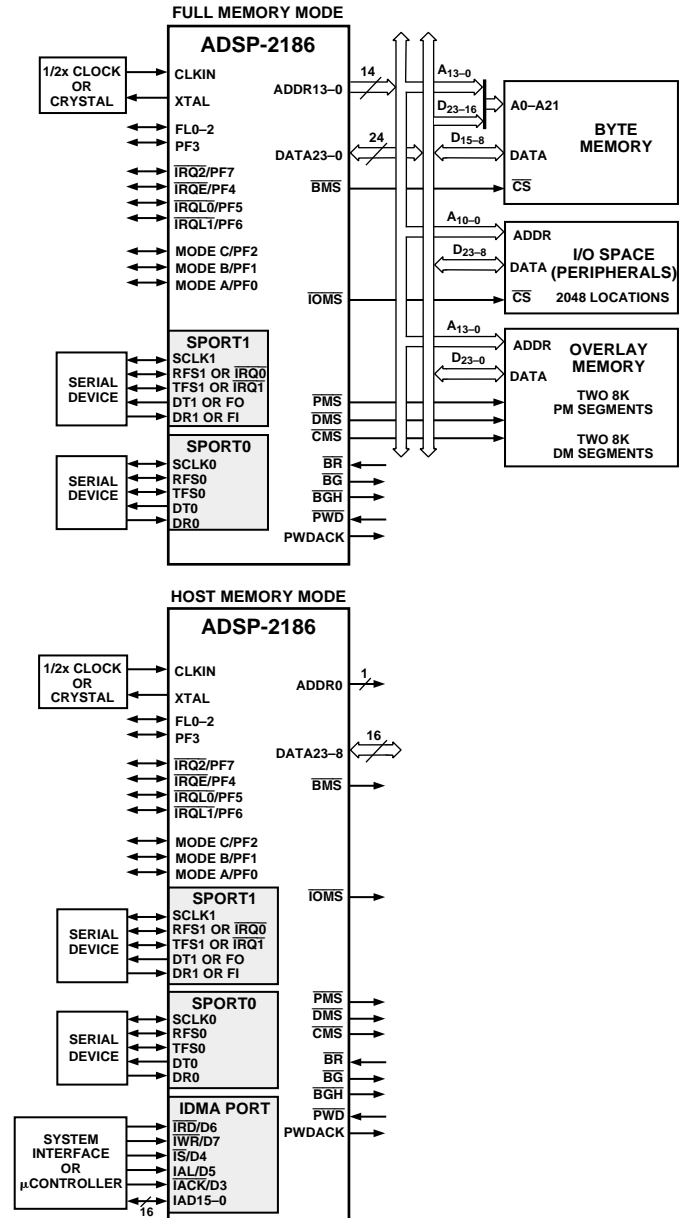 FULL MEMORY MODE
ADSP-2186
1/2x CLOCK
OR
CRYSTAL
CLKIN
XTAL
FL0–2
PF3
IRQ2/PF7
IRQE/PF4
IRQL0/PF5
IRQL1/PF6
MODE C/PF2
MODE B/PF1
MODE A/PF0
SERIAL
DEVICE
SPORT1
SCLK1
RFS1 OR IRQ0
TFS1 OR IRQ1
DT1 OR FO
DR1 OR FI
SERIAL
DEVICE
SPORT0
SCLK0
RFS0
TFS0
DT0
DR0
ADDR13–0
14
DATA23–0
24
BMS
IOMS
PMS
DMS
CMS
BR
BG
BGH
PWD
PWDACK
A13–0
D23–16
D15–8
A0–A21
DATA
CS
BYTE
MEMORY
A10–0
D23–8
ADDR
DATA
CS
I/O SPACE
(PERIPHERALS)
2048 LOCATIONS
A13–0
D23–0
ADDR
DATA
OVERLAY
MEMORY
TWO 8K
PM SEGMENTS
TWO 8K
DM SEGMENTS
HOST MEMORY MODE
ADSP-2186
1/2x CLOCK
OR
CRYSTAL
CLKIN
XTAL
FL0–2
PF3
IRQ2/PF7
IRQE/PF4
IRQL0/PF5
IRQL1/PF6
MODE C/PF2
MODE B/PF1
MODE A/PF0
SERIAL
DEVICE
SPORT1
SCLK1
RFS1 OR IRQ0
TFS1 OR IRQ1
DT1 OR FO
DR1 OR FI
SERIAL
DEVICE
SPORT0
SCLK0
RFS0
TFS0
DT0
DR0
SYSTEM
INTERFACE
OR
µCONTROLLER
IDMA PORT
IRD/D6
IWR/D7
IS/D4
IAL/D5
IACK/D3
IAD15–0
16
ADDR0
1
DATA23–8
16
BMS
IOMS
PMS
DMS
CMS
BR
BG
BGH
PWD
PWDACK